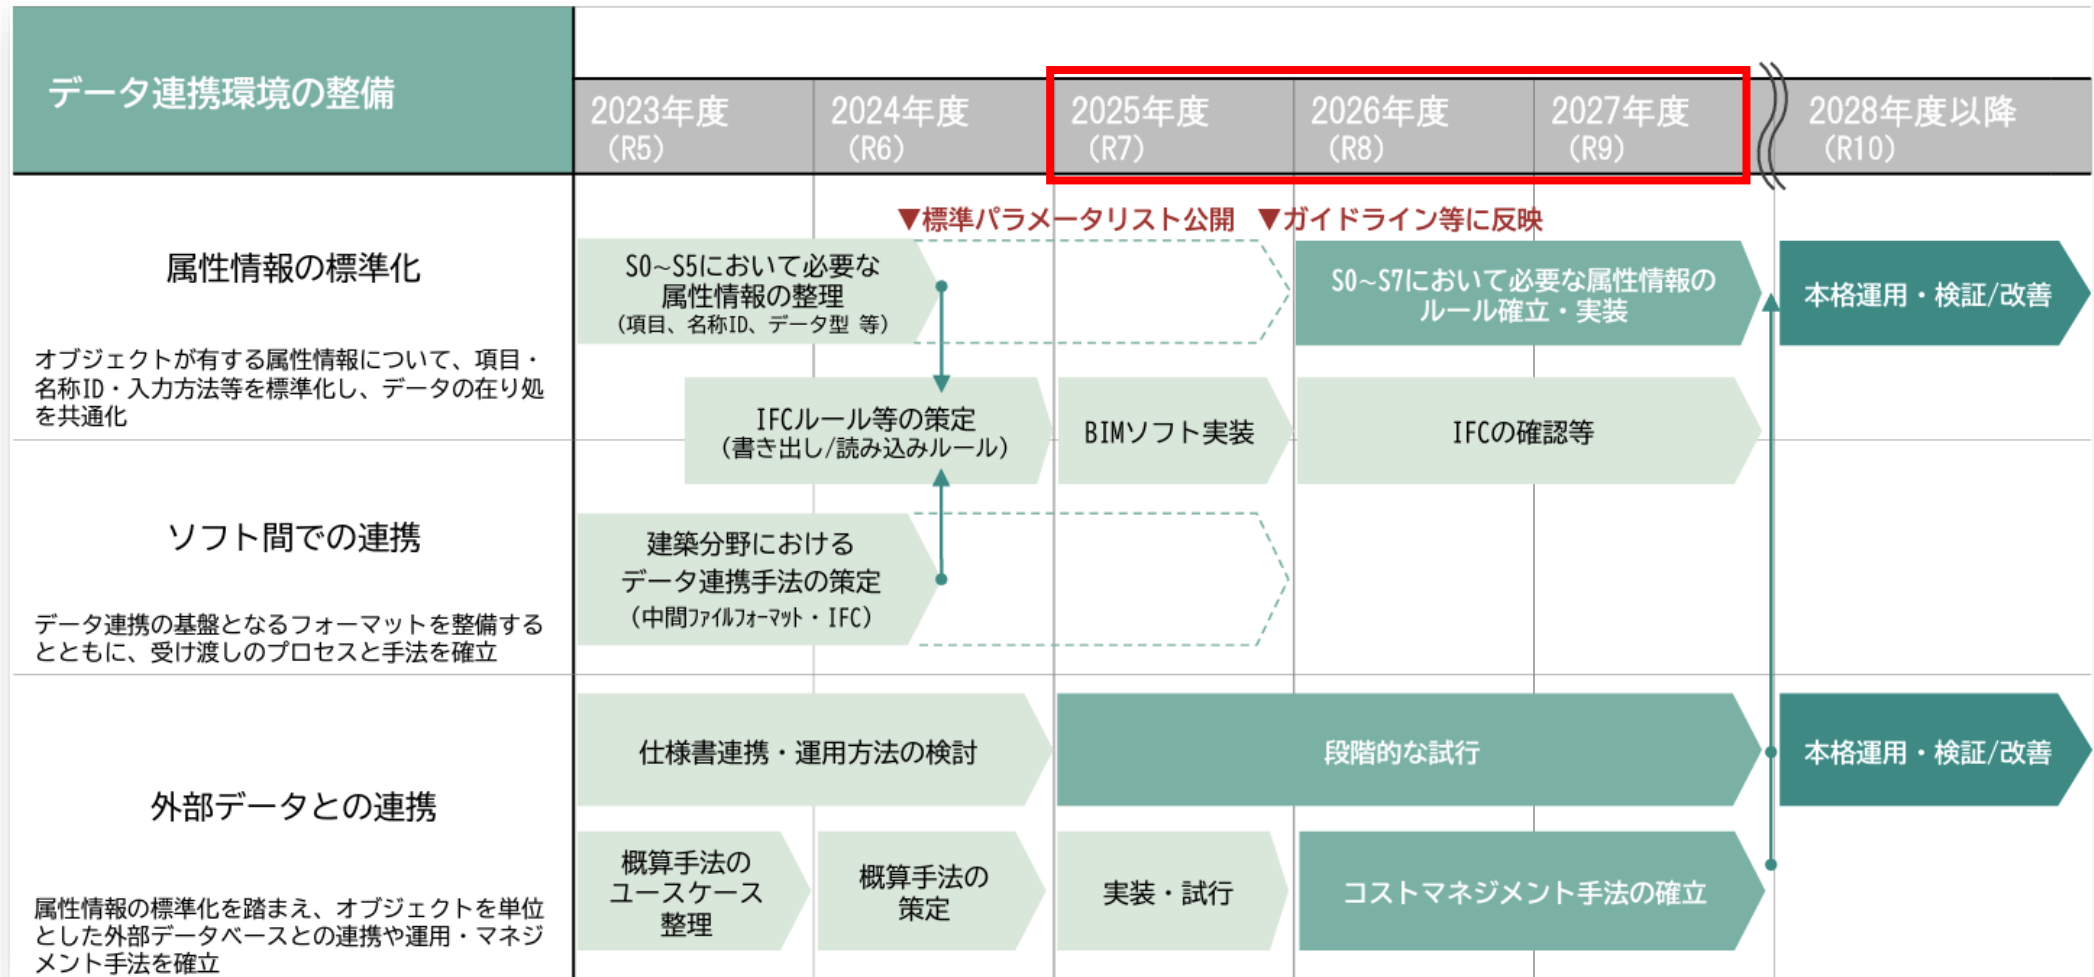 データ連携環境の整備
2023年度
(R5)
2024年度
(R6)
2025年度
(R7)
2026年度
(R8)
2027年度
(R9)
2028年度以降
(R10)
▼標準パラメータリスト公開
▼ガイドライン等に反映
属性情報の標準化
オブジェクトが有する属性情報について、項目・
名称ID・入力方法等を標準化し、データの在り処
を共通化
S0~S5において必要な
属性情報の整理
(項目、名称ID、データ型 等)
S0~S7において必要な属性情報の
ルール確立・実装
本格運用・検証/改善
IFCルール等の策定
(書き出し/読み込みルール)
BIMソフト実装
IFCの確認等
ソフト間での連携
データ連携の基盤となるフォーマットを整備する
とともに、受け渡しのプロセスと手法を確立
建築分野における
データ連携手法の策定
(中間ﾌｧｲﾙﾌｫｰﾏｯﾄ・IFC)
外部データとの連携
属性情報の標準化を踏まえ、オブジェクトを単位
とした外部データベースとの連携や運用・マネジ
メント手法を確立
仕様書連携・運用方法の検討
段階的な試行
本格運用・検証/改善
概算手法の
ユースケース
整理
概算手法の
策定
実装・試行
コストマネジメント手法の確立